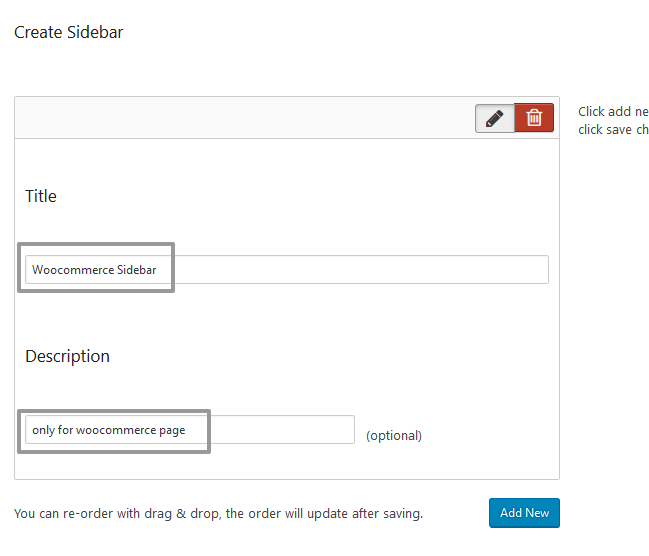 Create Sidebar
Click add ne
click save ch
Title
Woocommerce Sidebar
Description
only for woocommerce page
(optional)
You can re-order with drag & drop, the order will update after saving.
Add New